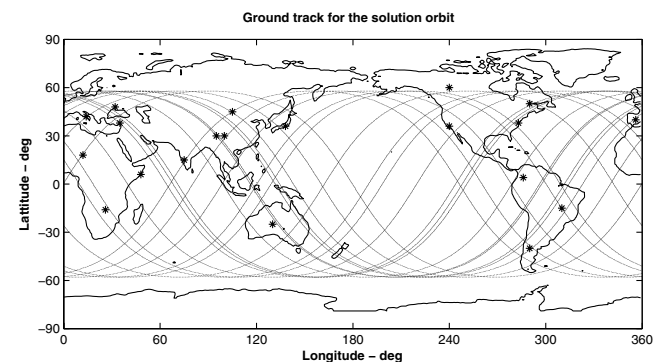 Ground track for the solution orbit
Lattitude – deg
90
60
30
0
−30
−60
−90
0 60 120 180 240 300 360
Longitude – deg